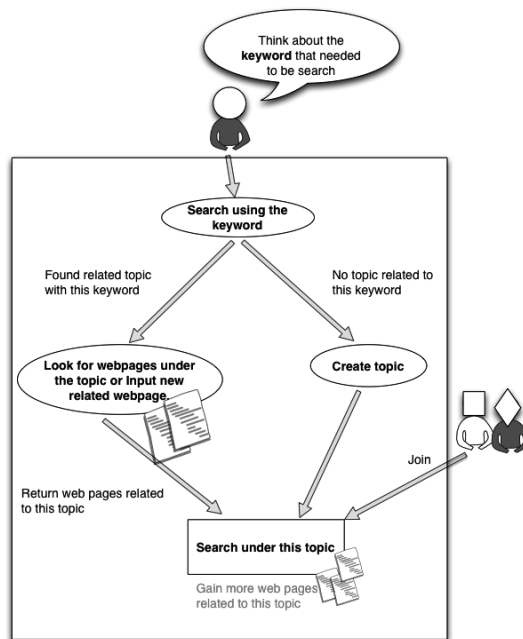 Think about the
keyword that needed
to be search
Search using the
keyword
Found related topic
with this keyword
No topic related to
this keyword
Look for webpages under
the topic or Input new
related webpage.
Create topic
Join
Return web pages related
to this topic
Search under this topic
Gain more web pages
related to this topic